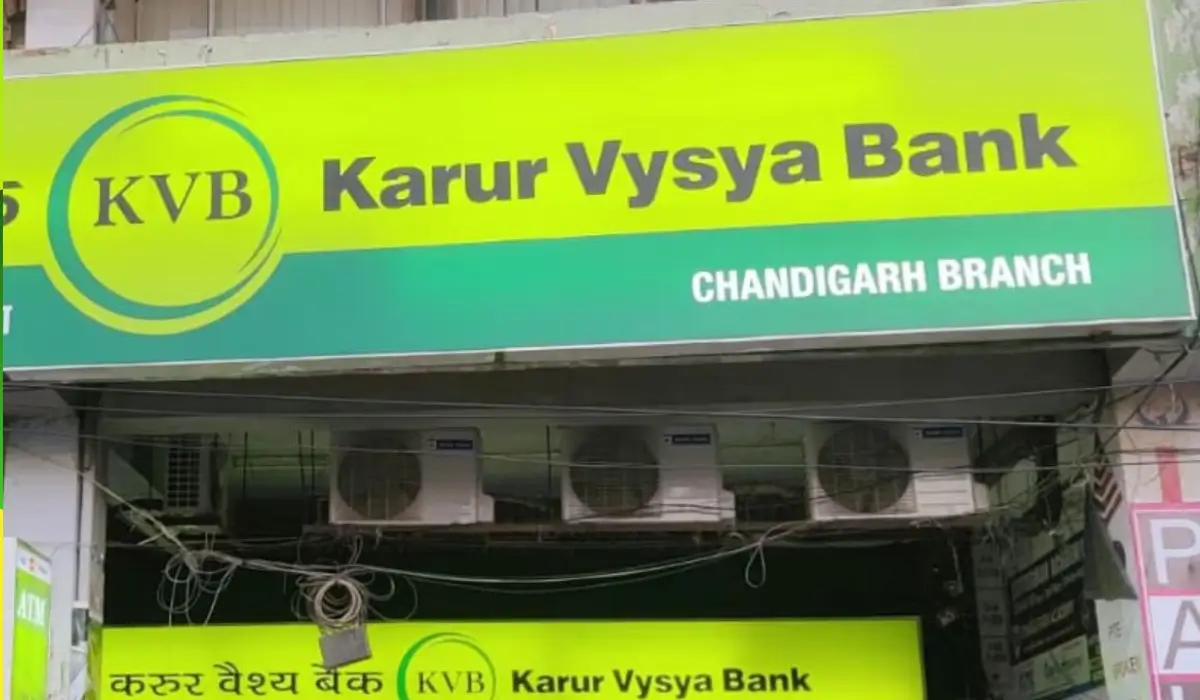 KVB Karur Vysya Bank
CHANDIGARH BRANCH
ATM
करुर वैश्य बैंक KVB Karur Vysya Bank
P
A